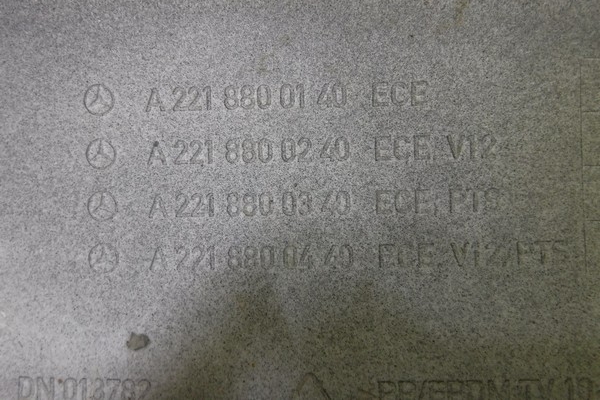 A 221 880 01 40 ECE
A 221 880 02 40 ECE, V12
A 221 880 03 40 ECE, PTS
A 221 880 04 40 ECE, V12, PTS
DN:013782 PP/EPDM-TV 10